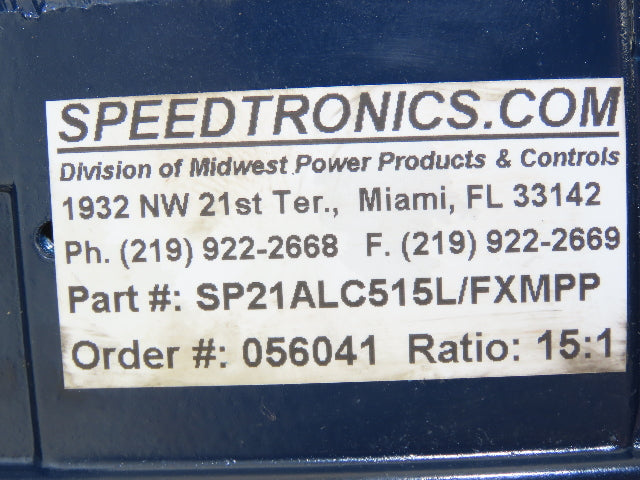 SPEEDTRONICS.COM
Division of Midwest Power Products & Controls
1932 NW 21st Ter., Miami, FL 33142
Ph. (219) 922-2668 F. (219) 922-2669
Part #: SP21ALC515L/FXMPP
Order #: 056041 Ratio: 15:1